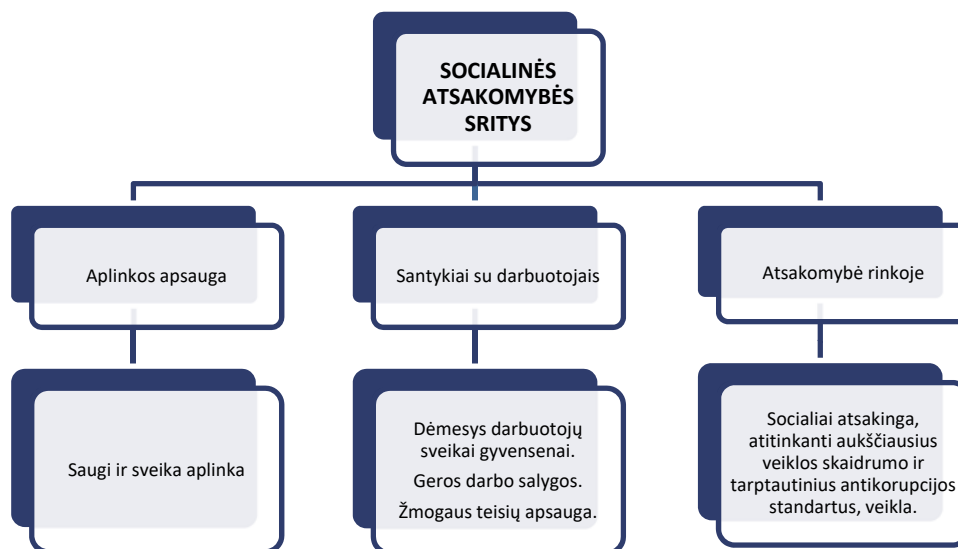 SOCIALINĖS
ATSAKOMYBĖS
SRITYS
Aplinkos apsauga
Santykiai su darbuotojais
Atsakomybė rinkoje
Saugi ir sveika aplinka
Dėmesys darbuotojų
sveikai gyvensenai.
Geros darbo salygos.
Žmogaus teisių apsauga.
Socialiai atsakinga,
atitinkanti aukščiausius
veiklos skaidrumo ir
tarptautinius antikorupcijos
standartus, veikla.